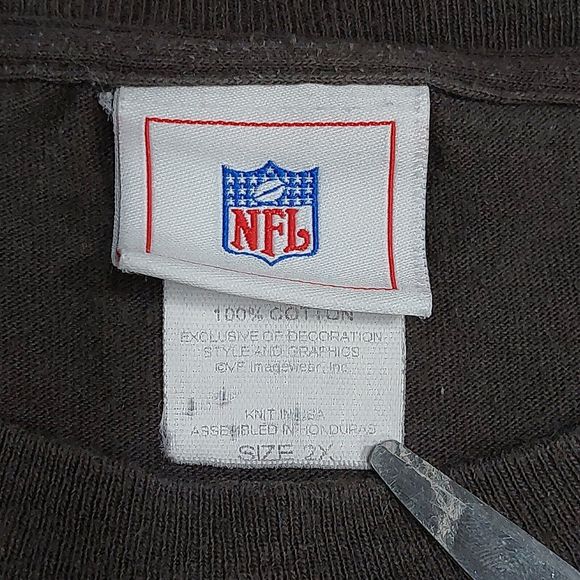 NFL
100% COTTON
EXCLUSIVE OF DECORATION
STYLE AND GRAPHICS
©VF ImageWear, Inc.
KNIT IN USA
ASSEMBLED IN HONDURAS
SIZE 2X